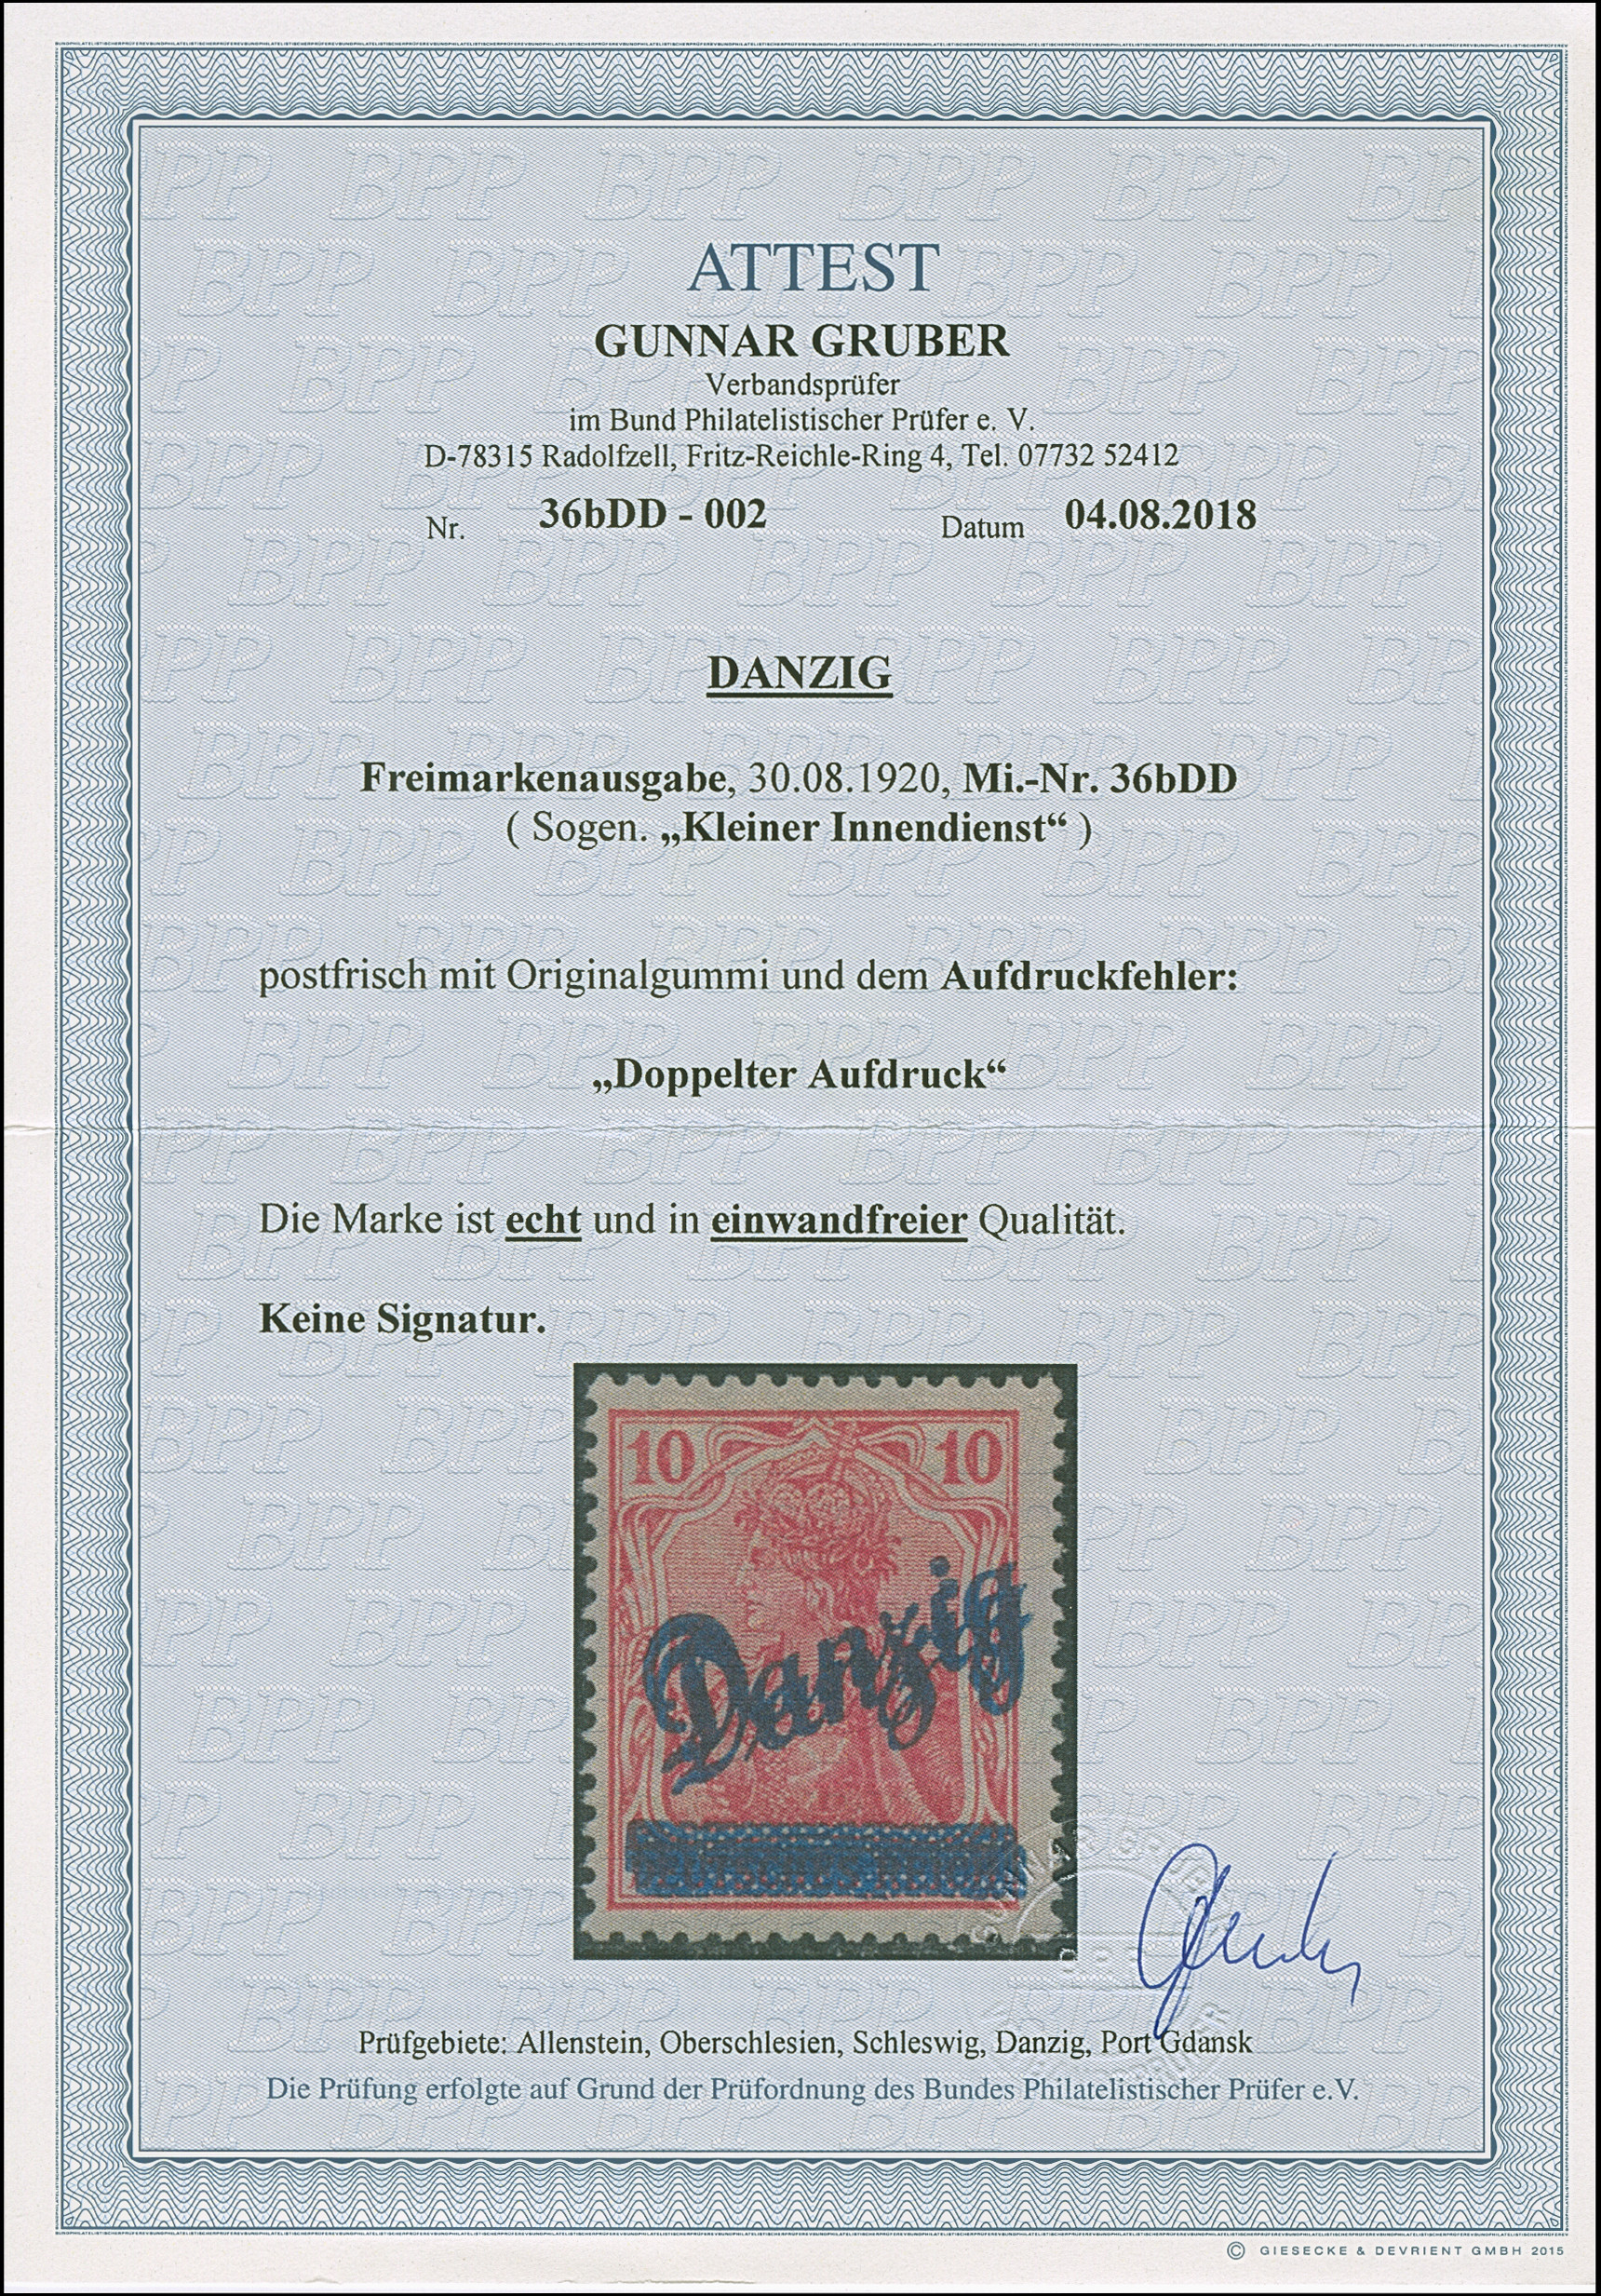 ATTEST
GUNNAR GRUBER
Verbandsprüfer
im Bund Philatelistischer Prüfer e. V.
D-78315 Radolfzell, Fritz-Reichle-Ring 4, Tel. 07732 52412
Nr. 36bDD - 002 Datum 04.08.2018
DANZIG
Freimarkenausgabe, 30.08.1920, Mi.-Nr. 36bDD
( Sogen. „Kleiner Innendienst“ )
postfrisch mit Originalgummi und dem Aufdruckfehler:
„Doppelter Aufdruck“
Die Marke ist echt und in einwandfreier Qualität.
Keine Signatur.
10 10
Danzig
Prüfgebiete: Allenstein, Oberschlesien, Schleswig, Danzig, Port Gdansk
Die Prüfung erfolgte auf Grund der Prüfordnung des Bundes Philatelistischer Prüfer e.V.
© GIESECKE & DEVRIENT GMBH 2015